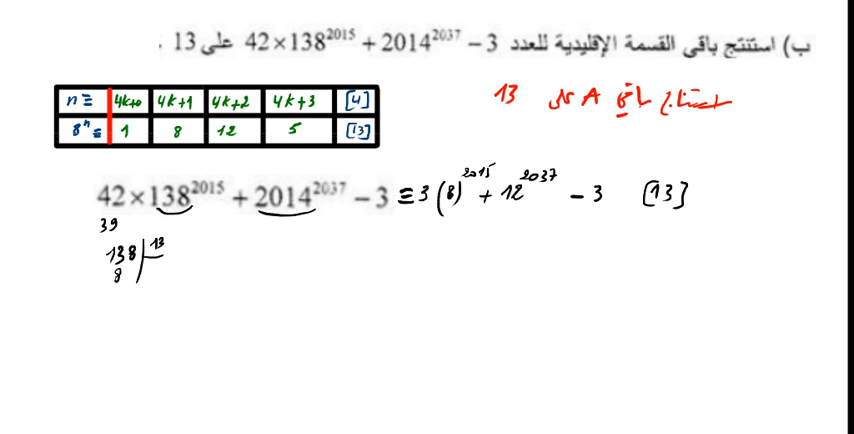 ب) استنتج باقي القسمة الإقليدية للعدد 42×138^2015 + 2014^2037 − 3 على 13 .
n ≡ 4k+0 4k+1 4k+2 4k+3 [4]
8^n ≡ 1 8 12 5 [13]
استنتاج باقي A على 13
42×138^2015 + 2014^2037 − 3 ≡ 3(8)^2015 + 12^2037 − 3 [13]
39
138 13
8